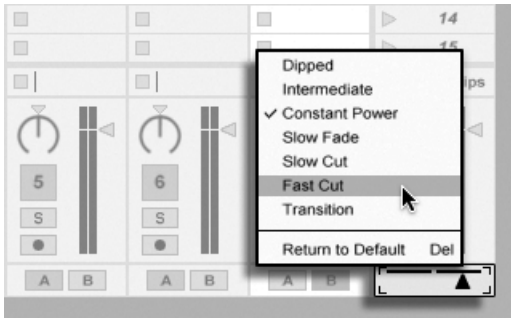 14
15
ips
Dipped
Intermediate
✓ Constant Power
Slow Fade
Slow Cut
Fast Cut
Transition
Return to Default Del
5 6
S S
A B A B A B